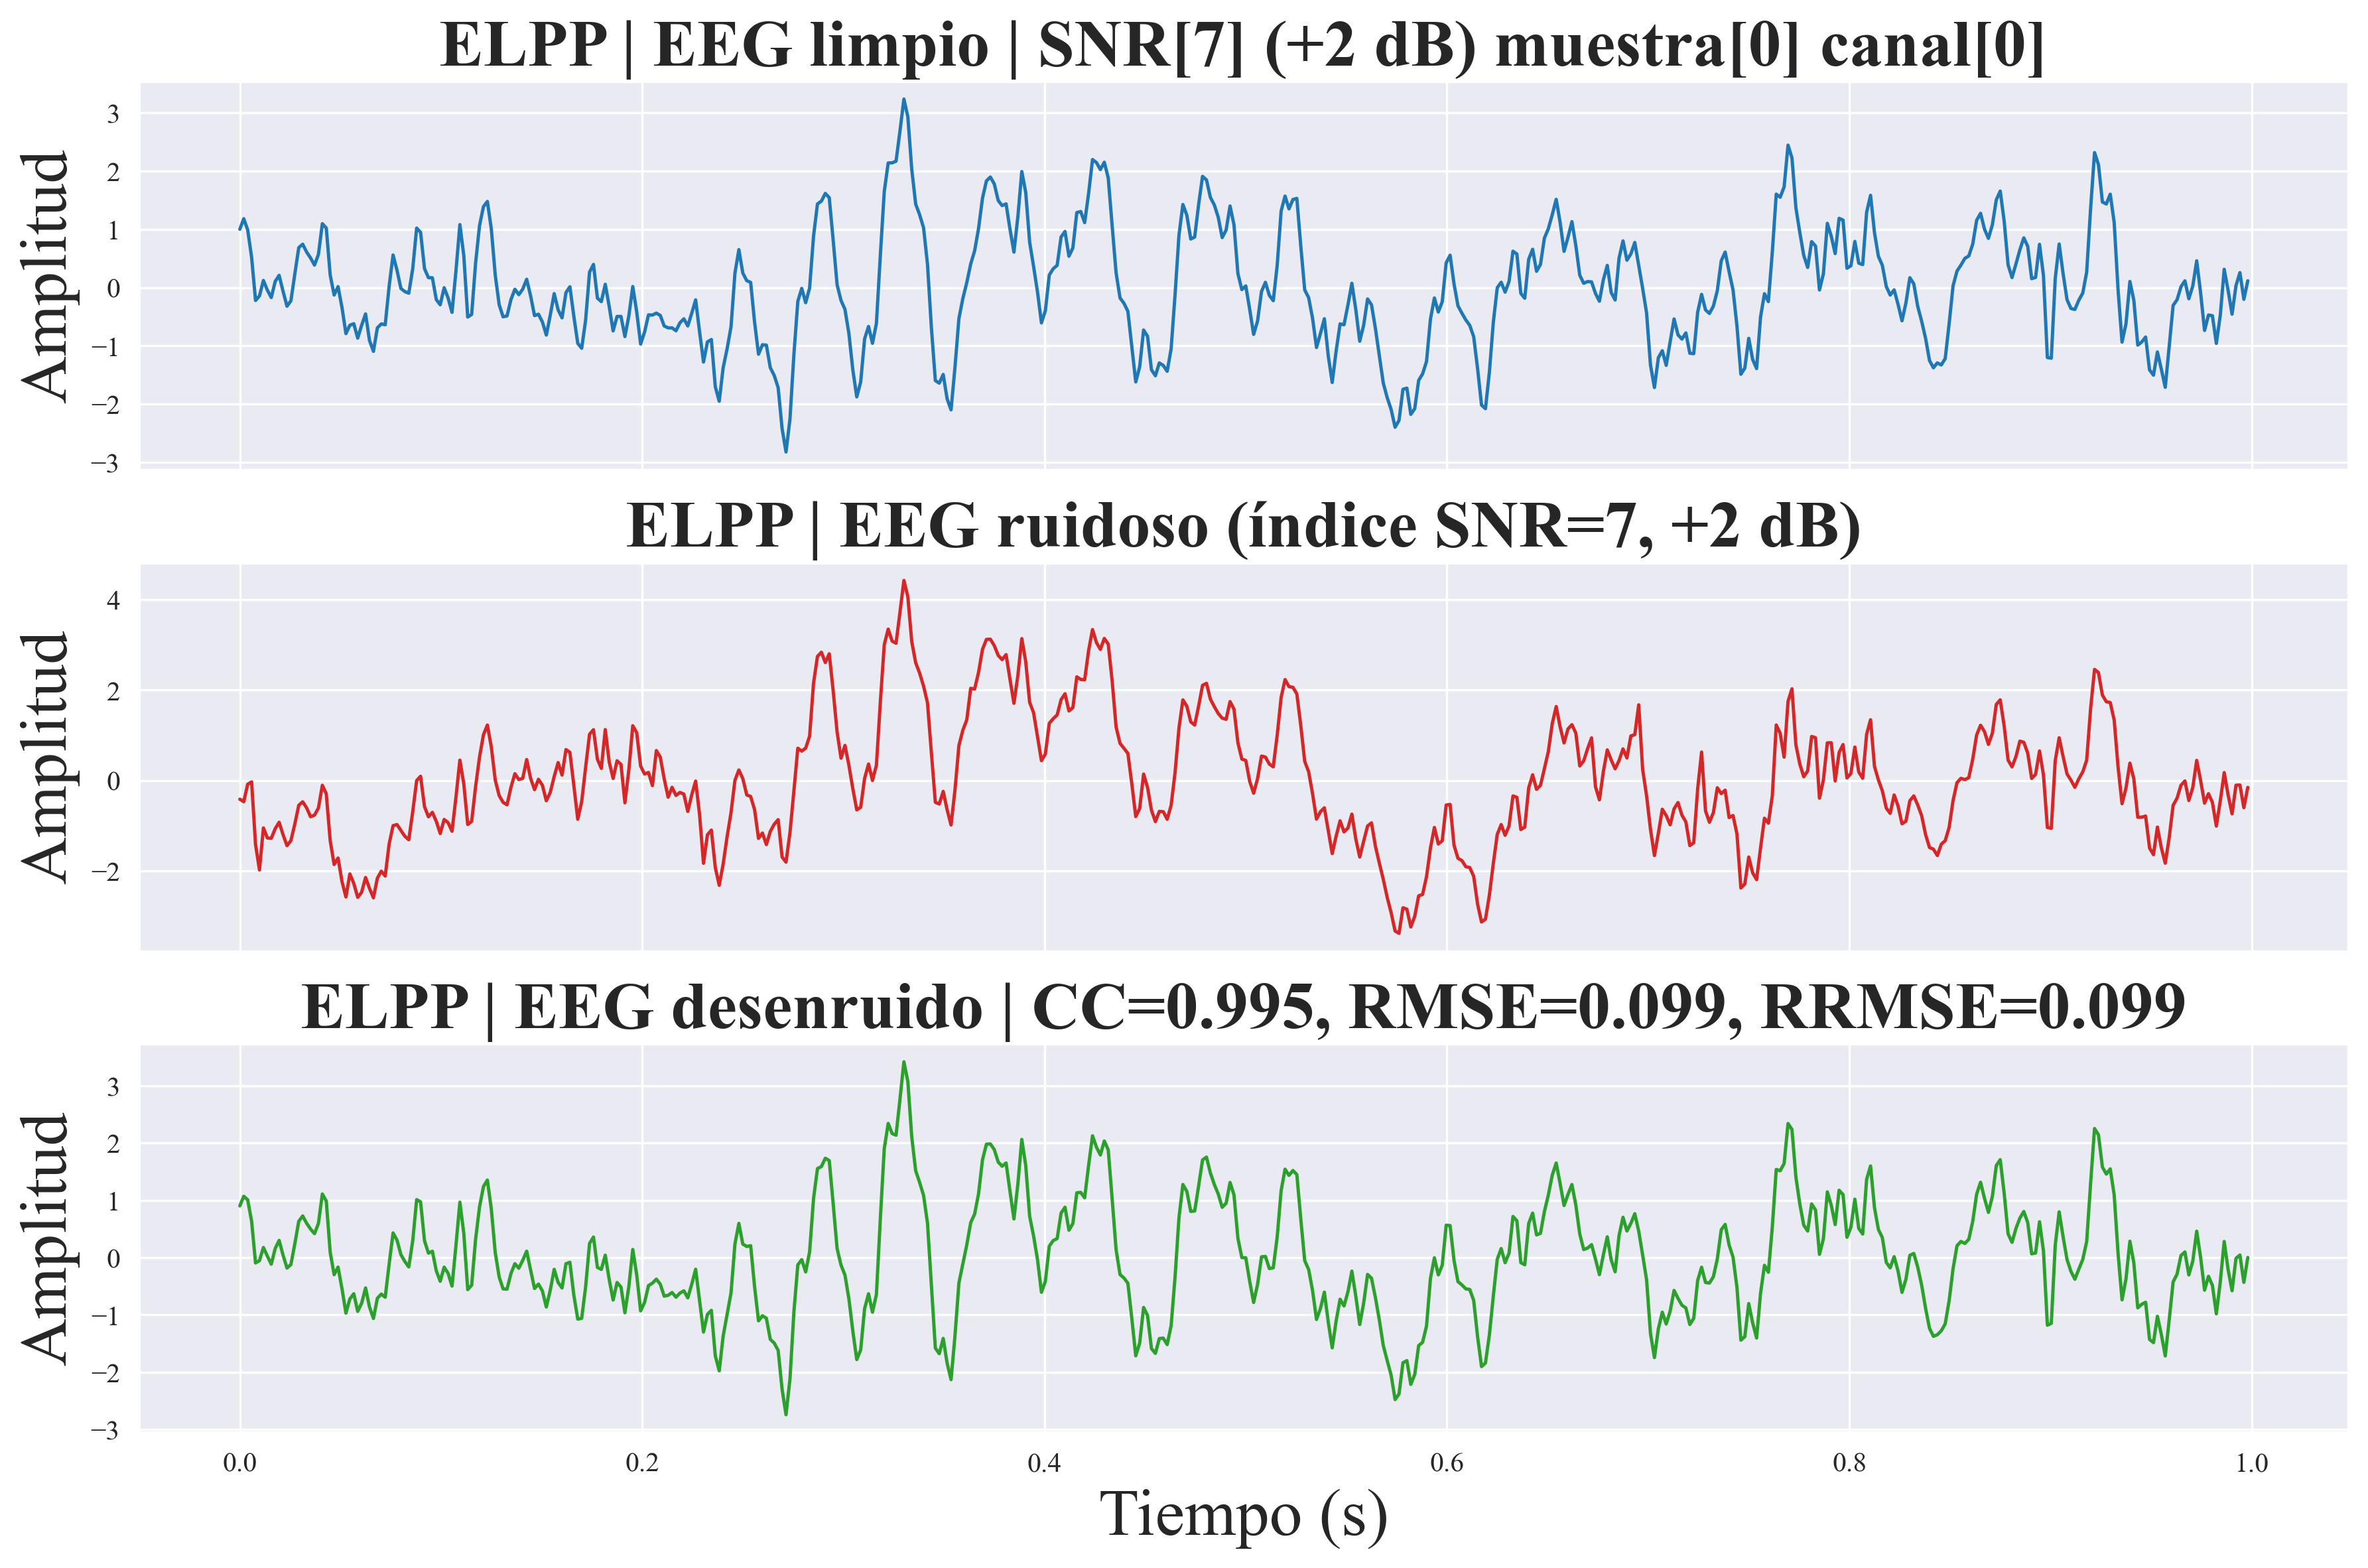 ELPP | EEG limpio | SNR[7] (+2 dB) muestra[0] canal[0]
Amplitud
3
2
1
0
−1
−2
−3
ELPP | EEG ruidoso (índice SNR=7, +2 dB)
Amplitud
4
2
0
−2
ELPP | EEG desenruido | CC=0.995, RMSE=0.099, RRMSE=0.099
Amplitud
3
2
1
0
−1
−2
−3
0.0 0.2 0.4 0.6 0.8 1.0
Tiempo (s)